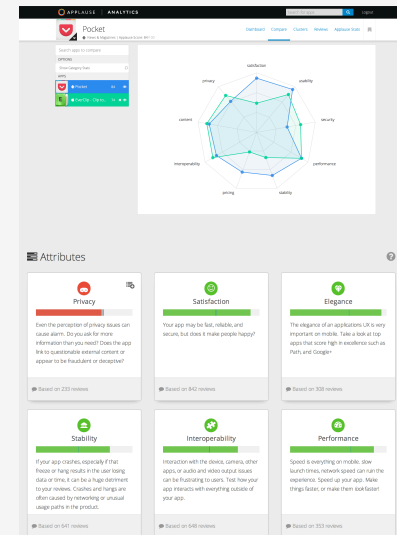 APPLAUSE | ANALYTICS
Search for apps
Logout
Pocket
News & Magazines | Applause Score:
Dashboard Compare Clusters Reviews Applause Stats
Search apps to compare
OPTIONS
Show Category Stats
APPS
Pocket
satisfaction
privacy
usability
content
security
interoperability
performance
pricing
stability
Attributes
Privacy
Even the perception of privacy issues can
cause alarm. Do you ask for more
information than you need? Does the app
link to questionable external content or
appear to be fraudulent or deceptive?
Based on 233 reviews
Satisfaction
Your app may be fast, reliable, and
secure, but does it make people happy?
Based on 842 reviews
Elegance
The elegance of an applications UX is very
important on mobile. Take a look at top
apps that score high in excellence such as
Path, and Google+
Based on 308 reviews
Stability
If your app crashes, especially if that
freeze or hang results in the user losing
data or time, it can be a huge detriment
to your reviews. Crashes and hangs are
often caused by networking or unusual
usage paths in the product.
Based on 641 reviews
Interoperability
Interaction with the device, camera, other
apps, or audio and video output issues
can be frustrating to users. Test how your
app interacts with everything outside of
your app.
Based on 648 reviews
Performance
Speed is everything on mobile. slow
launch times, network speed can ruin the
experience. Speed up your app. Make
things faster, or make them look faster!
Based on 353 reviews